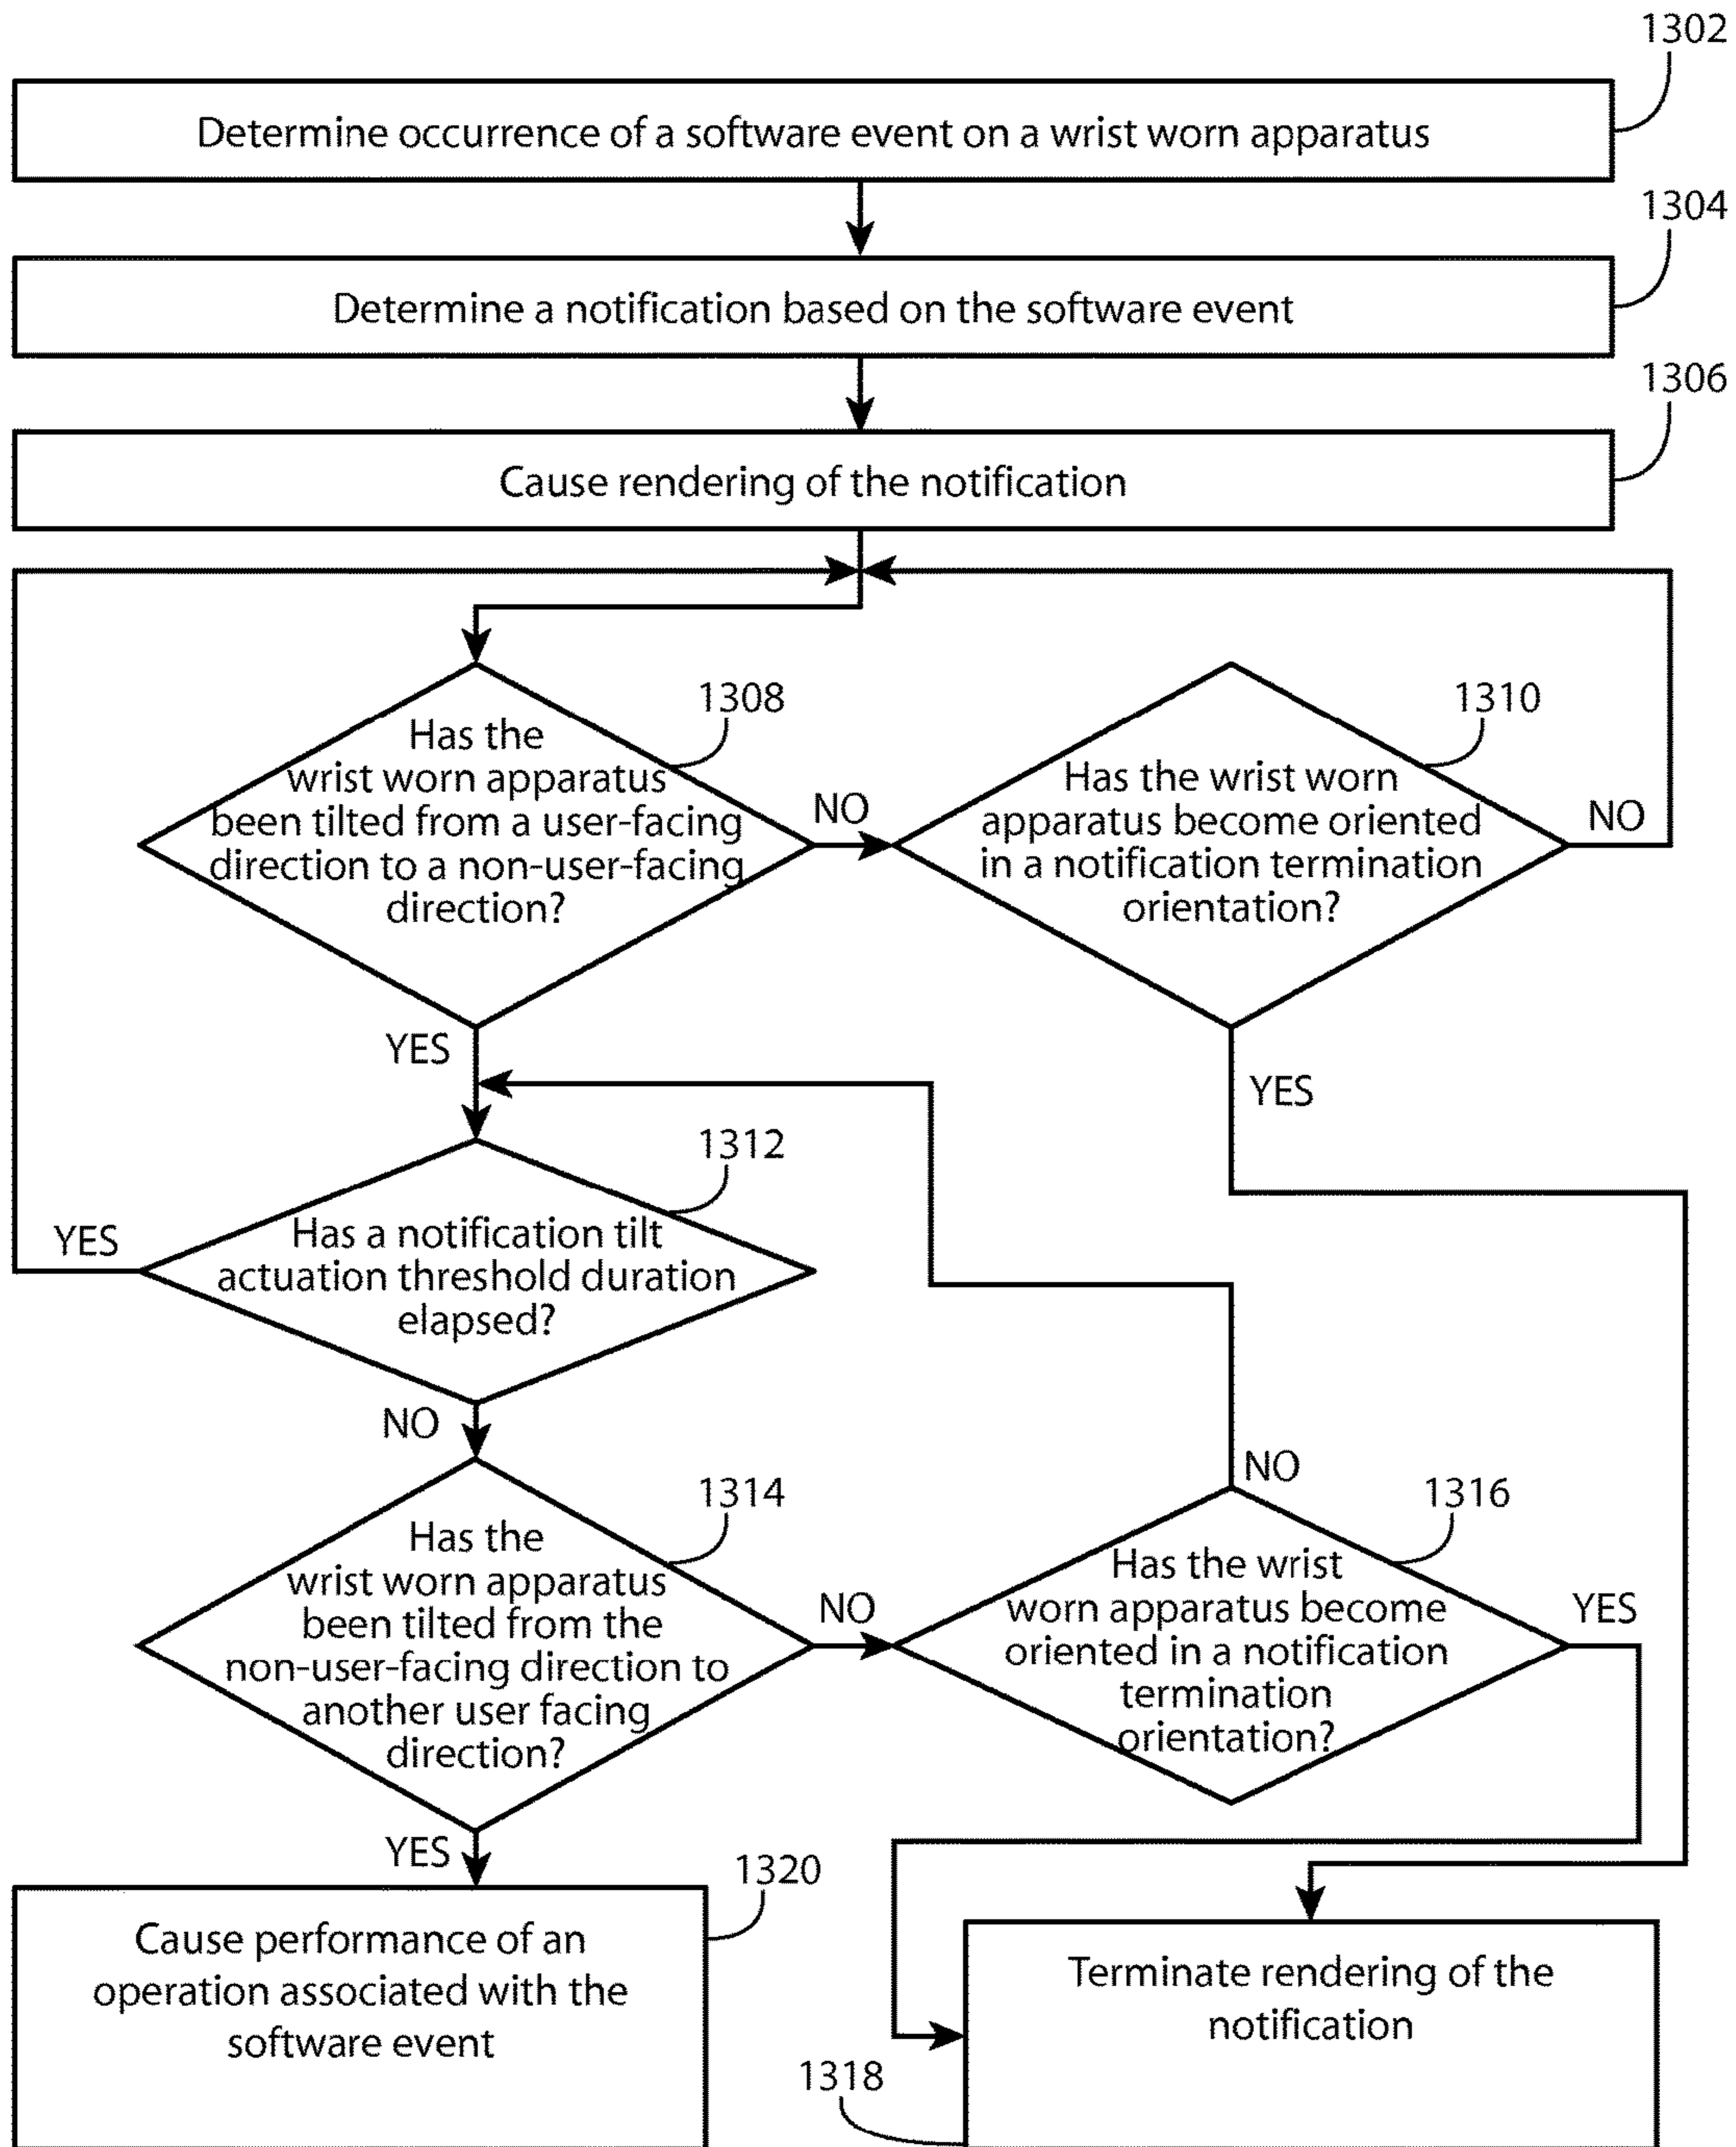 1302
Determine occurrence of a software event on a wrist worn apparatus
1304
Determine a notification based on the software event
1306
Cause rendering of the notification
1308
Has the
wrist worn apparatus
been tilted from a user-facing
direction to a non-user-facing
direction?
NO
1310
Has the wrist worn
apparatus become oriented
in a notification termination
orientation?
NO
YES
YES
1312
Has a notification tilt
actuation threshold duration
elapsed?
YES
NO
1314
Has the
wrist worn apparatus
been tilted from the
non-user-facing direction to
another user facing
direction?
NO
NO
1316
Has the wrist
worn apparatus become
oriented in a notification
termination
orientation?
YES
YES
1320
Cause performance of an
operation associated with the
software event
Terminate rendering of the
notification
1318